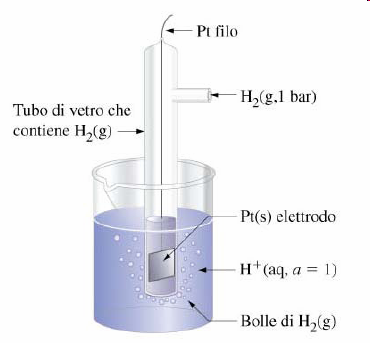 Pt filo
H₂(g,1 bar)
Tubo di vetro che
contiene H₂(g)
Pt(s) elettrodo
H⁺(aq, a = 1)
Bolle di H₂(g)